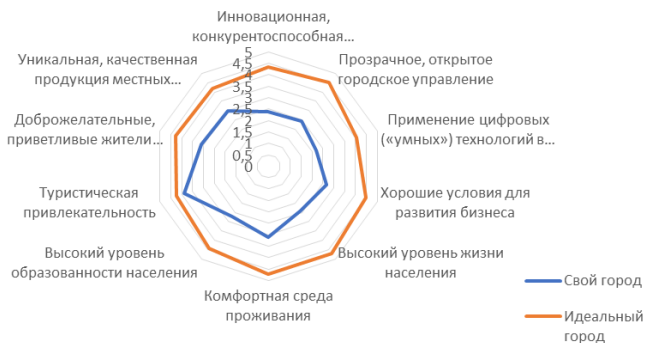 Инновационная,
конкурентоспособная...
Прозрачное, открытое
городское управление
Применение цифровых
(«умных») технологий в...
Хорошие условия для
развития бизнеса
Высокий уровень жизни
населения
Комфортная среда
проживания
Высокий уровень
образованности населения
Туристическая
привлекательность
Доброжелательные,
приветливые жители...
Уникальная, качественная
продукция местных...
5
4,5
4
3,5
3
2,5
2
1,5
1
0,5
0
Свой город
Идеальный
город